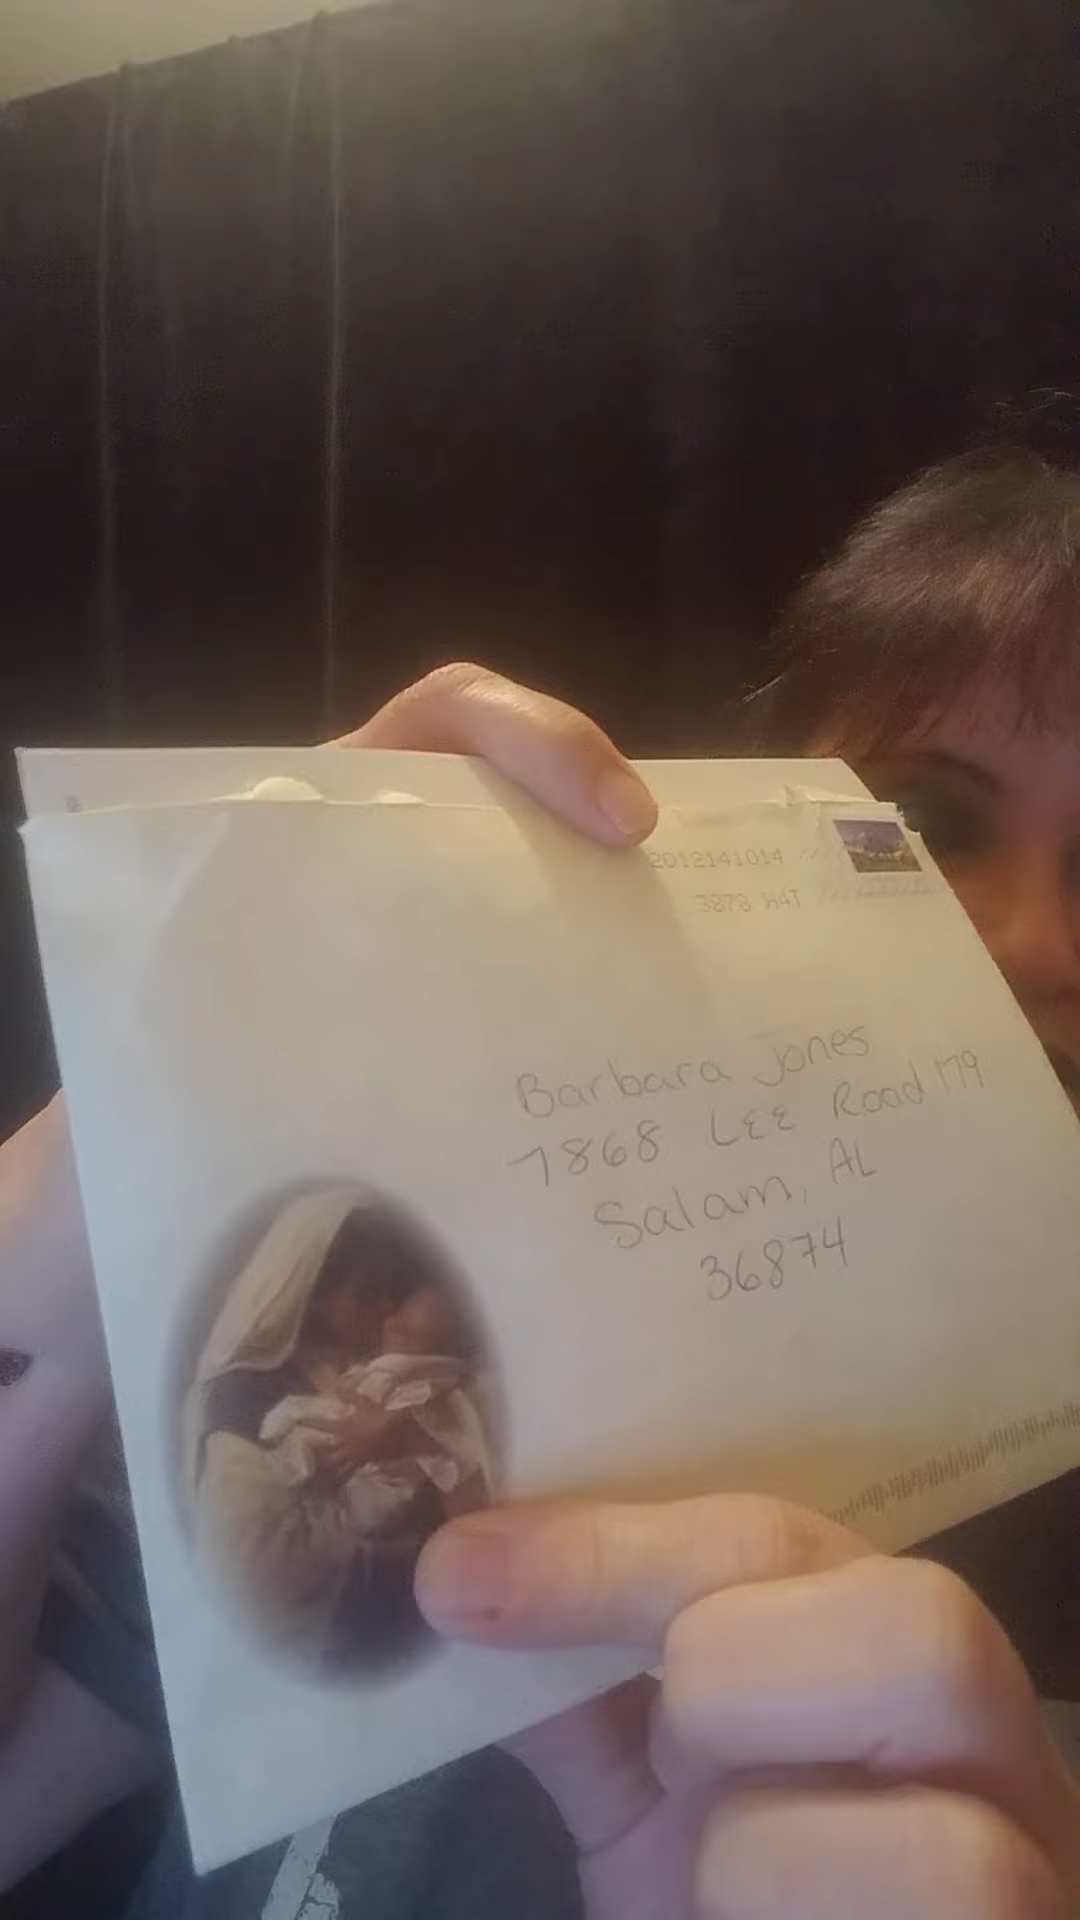 2012141014
3878 H4T
Barbara Jones
7868 LEE Road 179
Salam, AL
36874